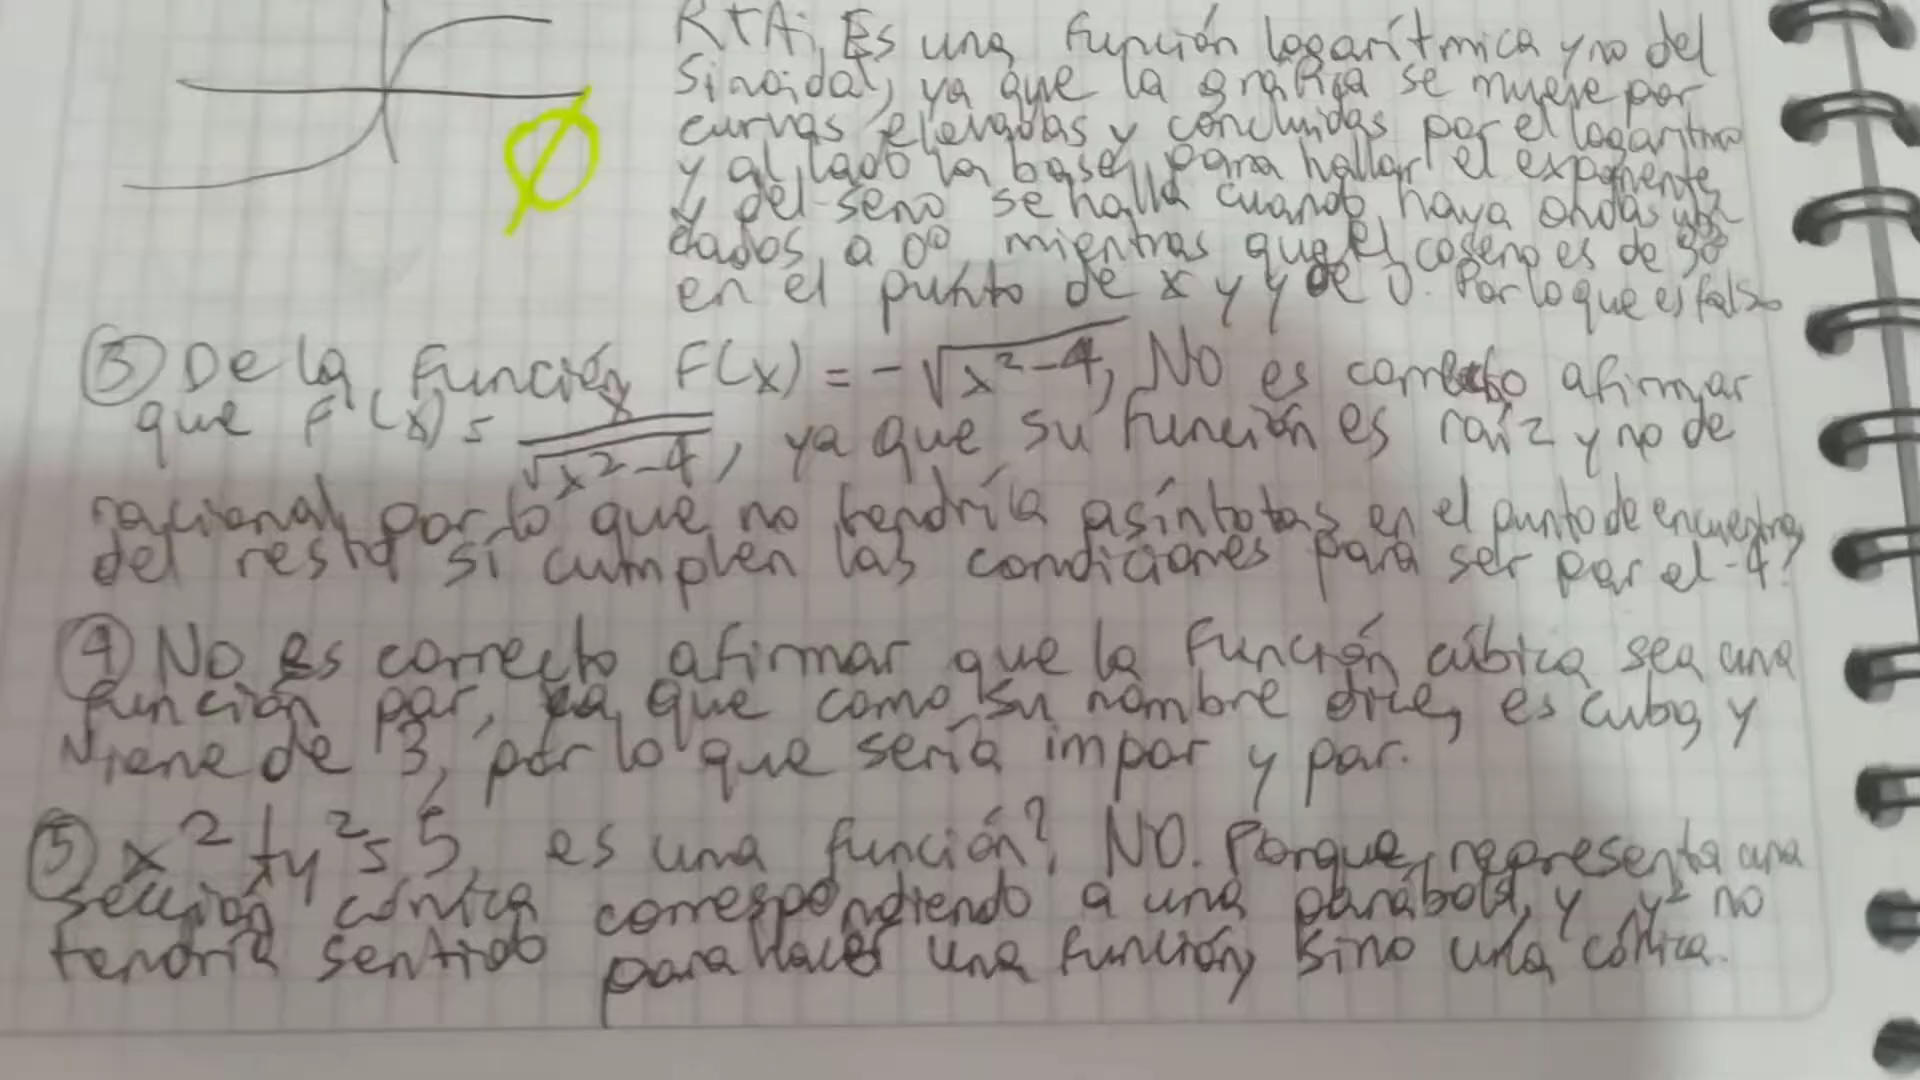 RTA: Es una función logarítmica y no del
sinoidal, ya que la gráfica se mueve por
curvas elevadas y concluidas por el logaritmo
y al lado la base, para hallar el exponente,
y del seno se halla cuando haya ondas
dados a 0° mientras que el coseno es de
en el punto de x y y de 0. Por lo que es falso
③ De la función F(x) = -√x²-4, No es correcto afirmar
que F'(x)= x/√x²-4, ya que su función es raíz y no de
racional, por lo que no tendría asíntotas en el punto de encuentro,
del resto si cumplen las condiciones para ser par el -4.
④ No es correcto afirmar que la función cúbica sea una
función par, ya que como su nombre dice, es cubo, y
viene de 3, por lo que sería impar y par.
⑤ x²+y²=5, es una función? NO. Porque, representa una
sección cónica correspondiendo a una parábola, y y² no
tendría sentido para hacer una función, sino una cónica.